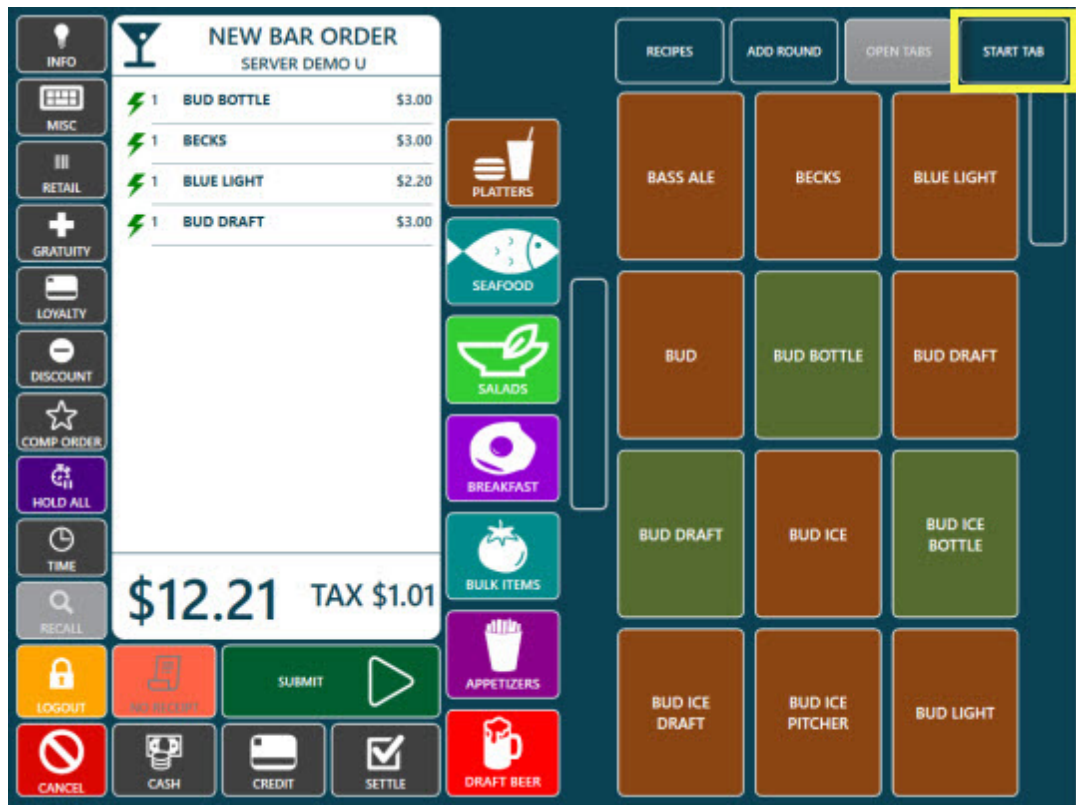 INFO
MISC
RETAIL
GRATUITY
LOYALTY
DISCOUNT
COMP ORDER
HOLD ALL
TIME
RECALL
LOGOUT
CANCEL
NEW BAR ORDER
SERVER DEMO U
1 BUD BOTTLE $3.00
1 BECKS $3.00
1 BLUE LIGHT $2.20
1 BUD DRAFT $3.00
$12.21 TAX $1.01
NO RECEIPT
SUBMIT
CASH
CREDIT
SETTLE
PLATTERS
SEAFOOD
SALADS
BREAKFAST
BULK ITEMS
APPETIZERS
DRAFT BEER
RECIPES
ADD ROUND
OPEN TABS
START TAB
BASS ALE
BECKS
BLUE LIGHT
BUD
BUD BOTTLE
BUD DRAFT
BUD DRAFT
BUD ICE
BUD ICE
BOTTLE
BUD ICE
DRAFT
BUD ICE
PITCHER
BUD LIGHT